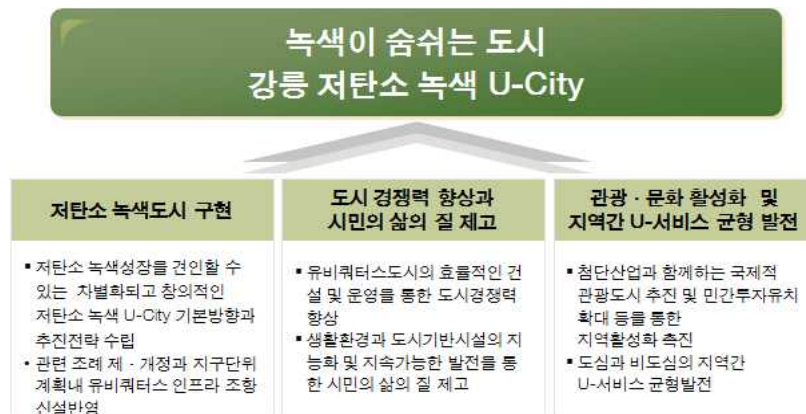 녹색이 숨쉬는 도시
강릉 저탄소 녹색 U-City
저탄소 녹색도시 구현
▪ 저탄소 녹색성장를 견인할 수
있는 차별화되고 창의적인
저탄소 녹색 U-City 기본방향과
추진전략 수립
• 관련 조례 제 · 개정과 지구단위
계획내 유비쿼터스 인프라 조항
신설반영
도시 경쟁력 향상과
시민의 삶의 질 제고
▪ 유비쿼터스도시의 효율적인 건
설 및 운영을 통한 도시경쟁력
향상
▪ 생활환경과 도시기반시설의 지
능화 및 지속가능한 발전을 통
한 시민의 삶의 질 제고
관광 · 문화 활성화 및
지역간 U-서비스 균형 발전
▪ 첨단산업과 함께하는 국제적
관광도시 추진 및 민간투자유치
확대 등을 통한
지역활성화 촉진
▪ 도심과 비도심의 지역간
U-서비스 균형발전